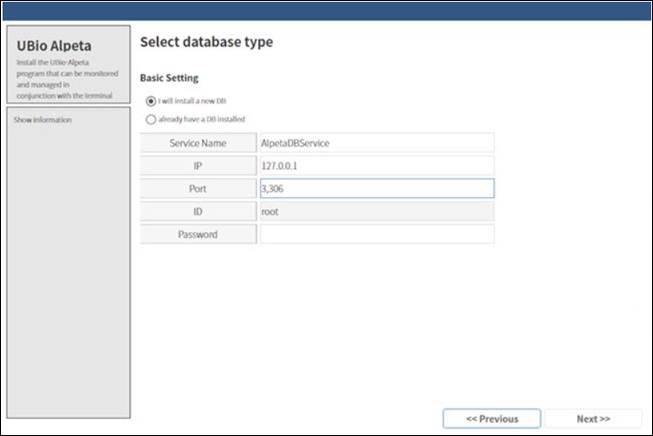 UBio Alpeta
Install the UBio-Alpeta
program that can be monitored
and managed in
conjunction with the terminal
Show information
Select database type
Basic Setting
I will install a new DB
already have a DB installed
Service Name AlpetaDBService
IP 127.0.0.1
Port 3,306
ID root
Password
<< Previous Next >>